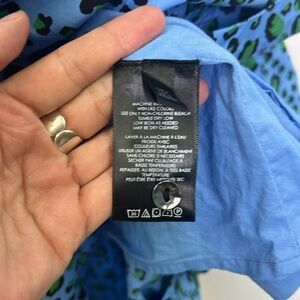 MACHINE
WITH LIKE COLORS
USE ONLY NON-CHLORINE BLEACH
TUMBLE DRY LOW
LOW IRON AS NEEDED
MAY BE DRY CLEANED
LAVER À LA MACHINE À L'EAU
FROIDE AVEC
COULEURS SIMILAIRES
UTILISER UN AGENT DE BLANCHIMENT
SANS CHLORE SI NÉCESSAIRE
SÉCHER EN MACHINE À
BASSE TEMPÉRATURE
REPASSER, AU BESOIN, À TRÈS
BASSE TEMPÉRATURE
PEUT ÊTRE NETTOYÉ SEC